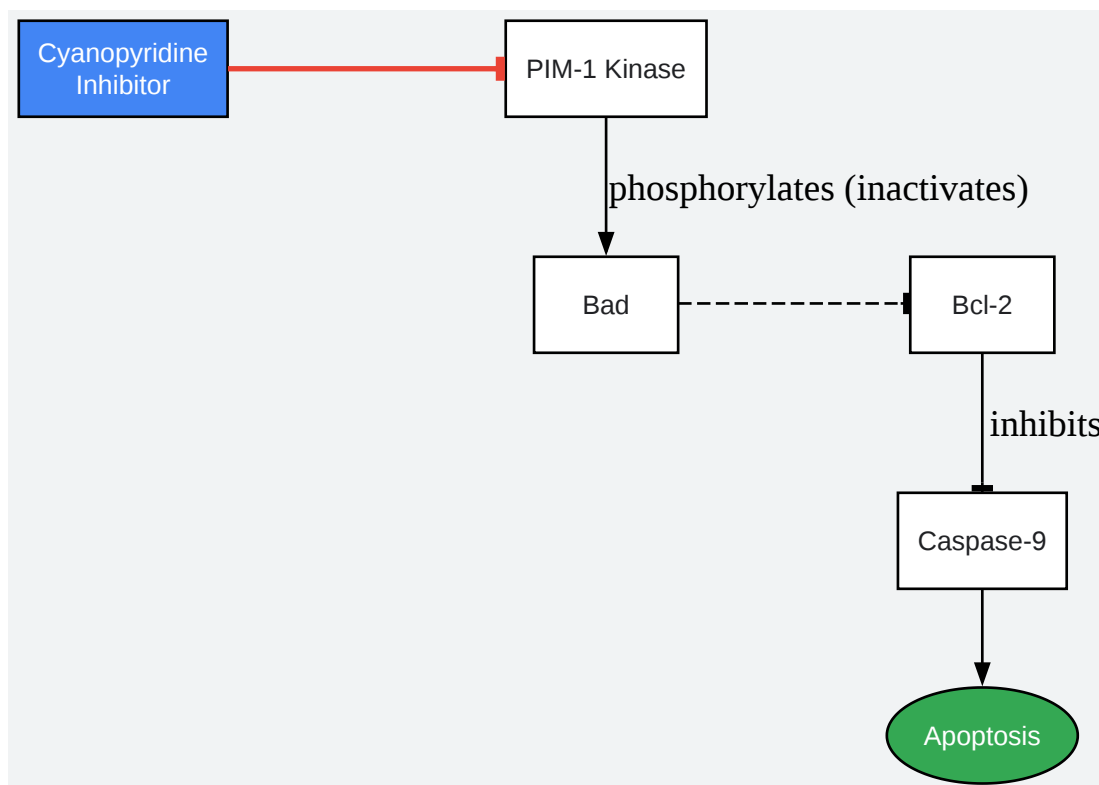 Cyanopyridine
Inhibitor
PIM-1 Kinase
phosphorylates (inactivates)
Bad
Bcl-2
inhibits
Caspase-9
Apoptosis